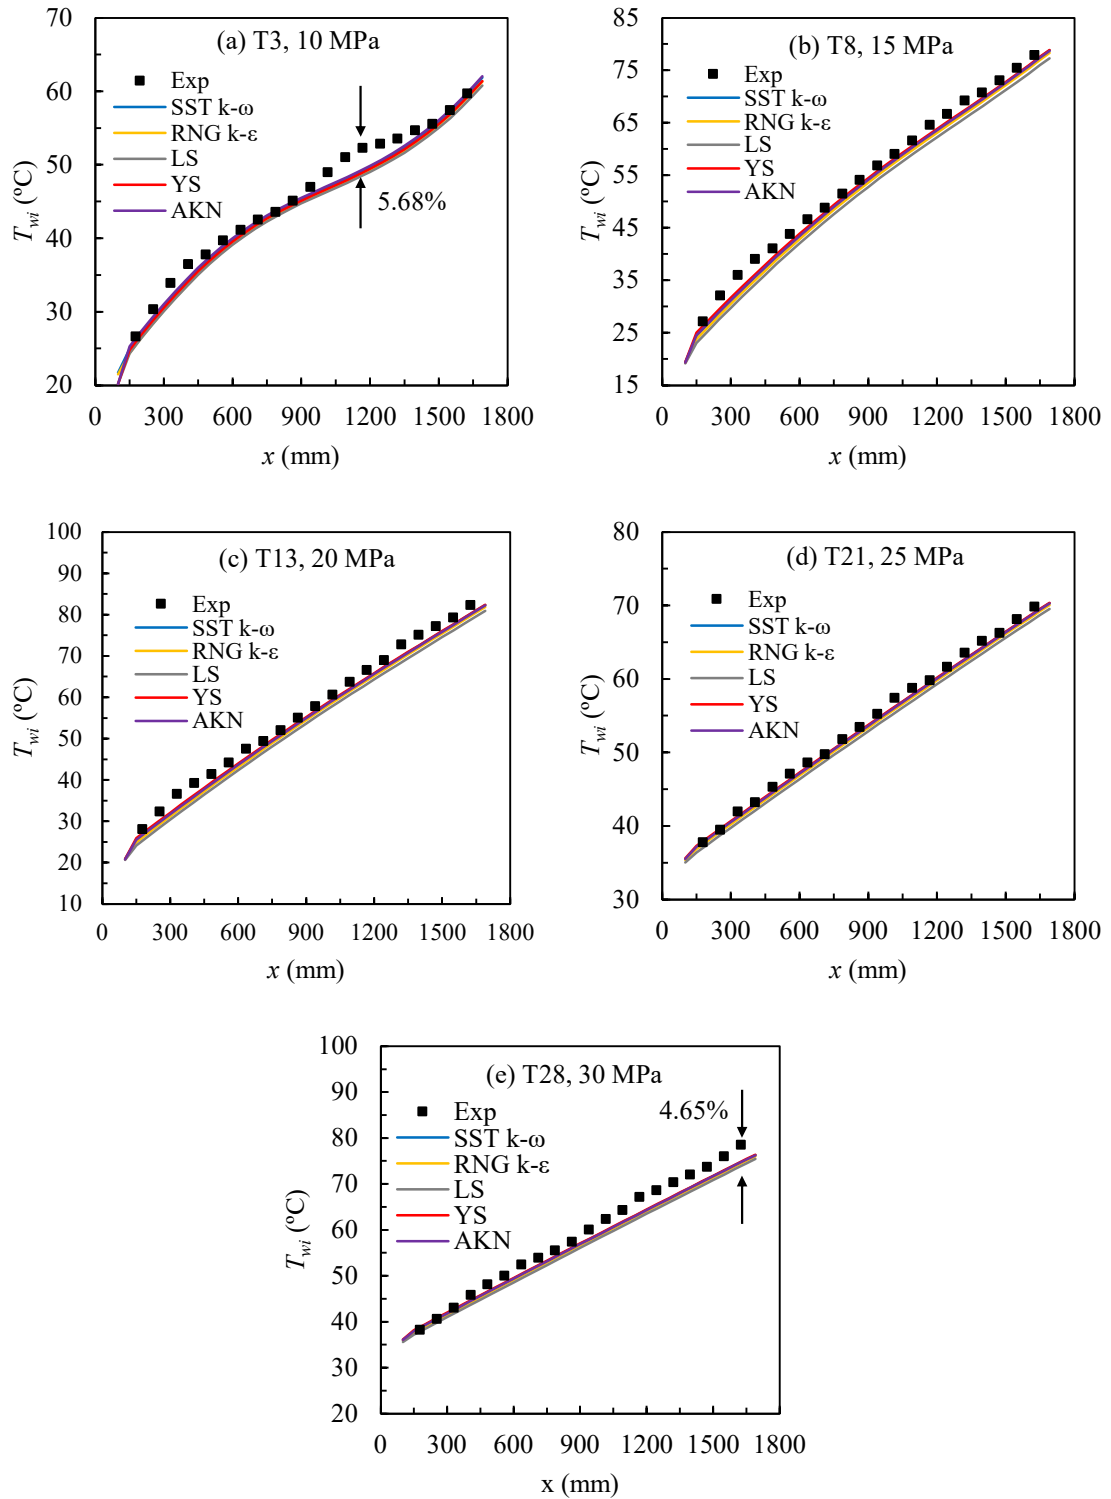 (a) T3, 10 MPa
Exp
SST k-ω
RNG k-ε
LS
YS
AKN
5.68%
70
60
50
40
30
20
0 300 600 900 1200 1500 1800
T_wi (ºC)
x (mm)
(b) T8, 15 MPa
Exp
SST k-ω
RNG k-ε
LS
YS
AKN
85
75
65
55
45
35
25
15
0 300 600 900 1200 1500 1800
T_wi (ºC)
x (mm)
(c) T13, 20 MPa
Exp
SST k-ω
RNG k-ε
LS
YS
AKN
100
90
80
70
60
50
40
30
20
10
0 300 600 900 1200 1500 1800
T_wi (ºC)
x (mm)
(d) T21, 25 MPa
Exp
SST k-ω
RNG k-ε
LS
YS
AKN
80
70
60
50
40
30
0 300 600 900 1200 1500 1800
T_wi (ºC)
x (mm)
(e) T28, 30 MPa
Exp
SST k-ω
RNG k-ε
LS
YS
AKN
4.65%
100
90
80
70
60
50
40
30
20
0 300 600 900 1200 1500 1800
T_wi (ºC)
x (mm)